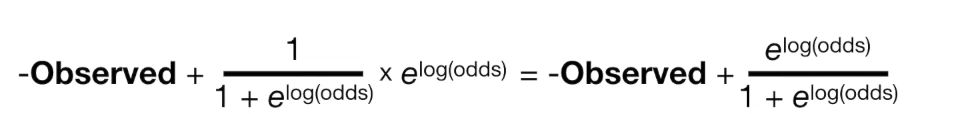 -Observed + 1 / (1 + e^log(odds)) x e^log(odds) = -Observed + e^log(odds) / (1 + e^log(odds))